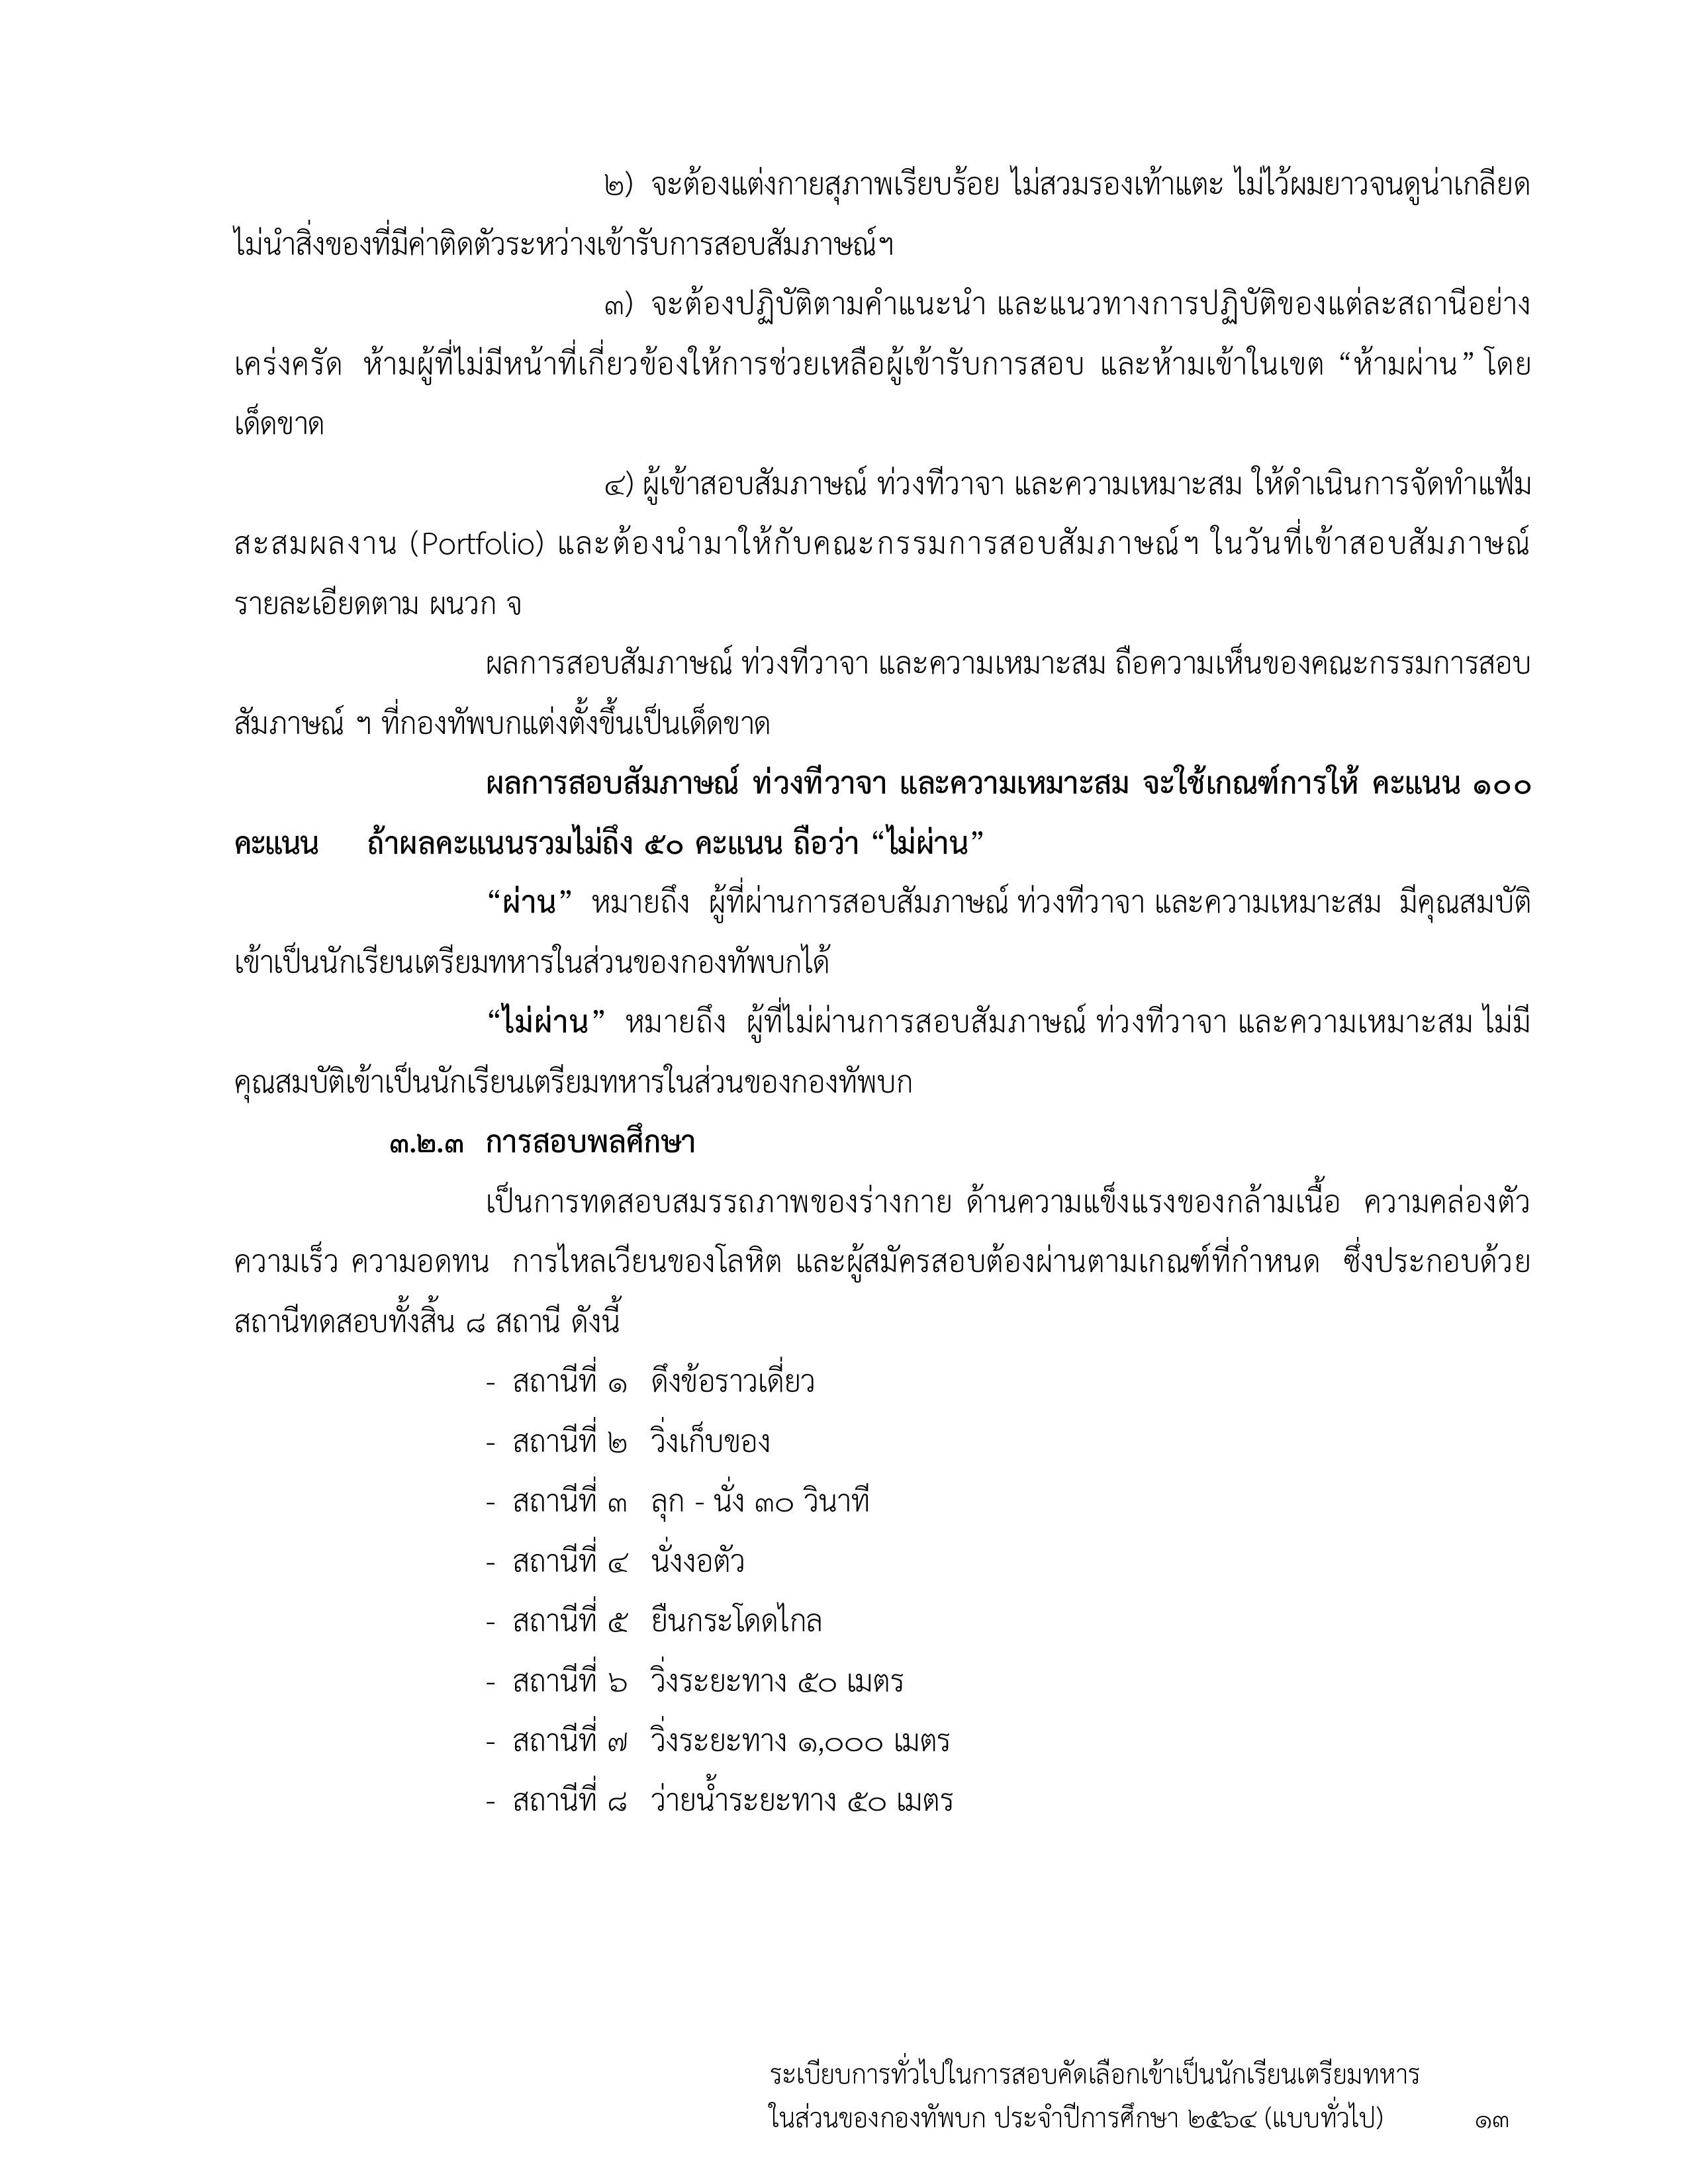 ๒) จะต้องแต่งกายสุภาพเรียบร้อย ไม่สวมรองเท้าแตะ ไม่ไว้ผมยาวจนดูน่าเกลียด
ไม่นำสิ่งของที่มีค่าติดตัวระหว่างเข้ารับการสอบสัมภาษณ์ฯ
๓) จะต้องปฏิบัติตามคำแนะนำ และแนวทางการปฏิบัติของแต่ละสถานีอย่าง
เคร่งครัด ห้ามผู้ที่ไม่มีหน้าที่เกี่ยวข้องให้การช่วยเหลือผู้เข้ารับการสอบ และห้ามเข้าในเขต “ห้ามผ่าน” โดย
เด็ดขาด
๔) ผู้เข้าสอบสัมภาษณ์ ท่วงทีวาจา และความเหมาะสม ให้ดำเนินการจัดทำแฟ้ม
สะสมผลงาน (Portfolio) และต้องนำมาให้กับคณะกรรมการสอบสัมภาษณ์ฯ ในวันที่เข้าสอบสัมภาษณ์
รายละเอียดตาม ผนวก จ
ผลการสอบสัมภาษณ์ ท่วงทีวาจา และความเหมาะสม ถือความเห็นของคณะกรรมการสอบ
สัมภาษณ์ ฯ ที่กองทัพบกแต่งตั้งขึ้นเป็นเด็ดขาด
ผลการสอบสัมภาษณ์ ท่วงทีวาจา และความเหมาะสม จะใช้เกณฑ์การให้ คะแนน ๑๐๐
คะแนน ถ้าผลคะแนนรวมไม่ถึง ๕๐ คะแนน ถือว่า “ไม่ผ่าน”
“ผ่าน” หมายถึง ผู้ที่ผ่านการสอบสัมภาษณ์ ท่วงทีวาจา และความเหมาะสม มีคุณสมบัติ
เข้าเป็นนักเรียนเตรียมทหารในส่วนของกองทัพบกได้
“ไม่ผ่าน” หมายถึง ผู้ที่ไม่ผ่านการสอบสัมภาษณ์ ท่วงทีวาจา และความเหมาะสม ไม่มี
คุณสมบัติเข้าเป็นนักเรียนเตรียมทหารในส่วนของกองทัพบก
๓.๒.๓ การสอบพลศึกษา
เป็นการทดสอบสมรรถภาพของร่างกาย ด้านความแข็งแรงของกล้ามเนื้อ ความคล่องตัว
ความเร็ว ความอดทน การไหลเวียนของโลหิต และผู้สมัครสอบต้องผ่านตามเกณฑ์ที่กำหนด ซึ่งประกอบด้วย
สถานีทดสอบทั้งสิ้น ๘ สถานี ดังนี้
- สถานีที่ ๑ ดึงข้อราวเดี่ยว
- สถานีที่ ๒ วิ่งเก็บของ
- สถานีที่ ๓ ลุก - นั่ง ๓๐ วินาที
- สถานีที่ ๔ นั่งงอตัว
- สถานีที่ ๕ ยืนกระโดดไกล
- สถานีที่ ๖ วิ่งระยะทาง ๕๐ เมตร
- สถานีที่ ๗ วิ่งระยะทาง ๑,๐๐๐ เมตร
- สถานีที่ ๘ ว่ายน้ำระยะทาง ๕๐ เมตร
ระเบียบการทั่วไปในการสอบคัดเลือกเข้าเป็นนักเรียนเตรียมทหาร
ในส่วนของกองทัพบก ประจำปีการศึกษา ๒๕๖๔ (แบบทั่วไป) ๑๓